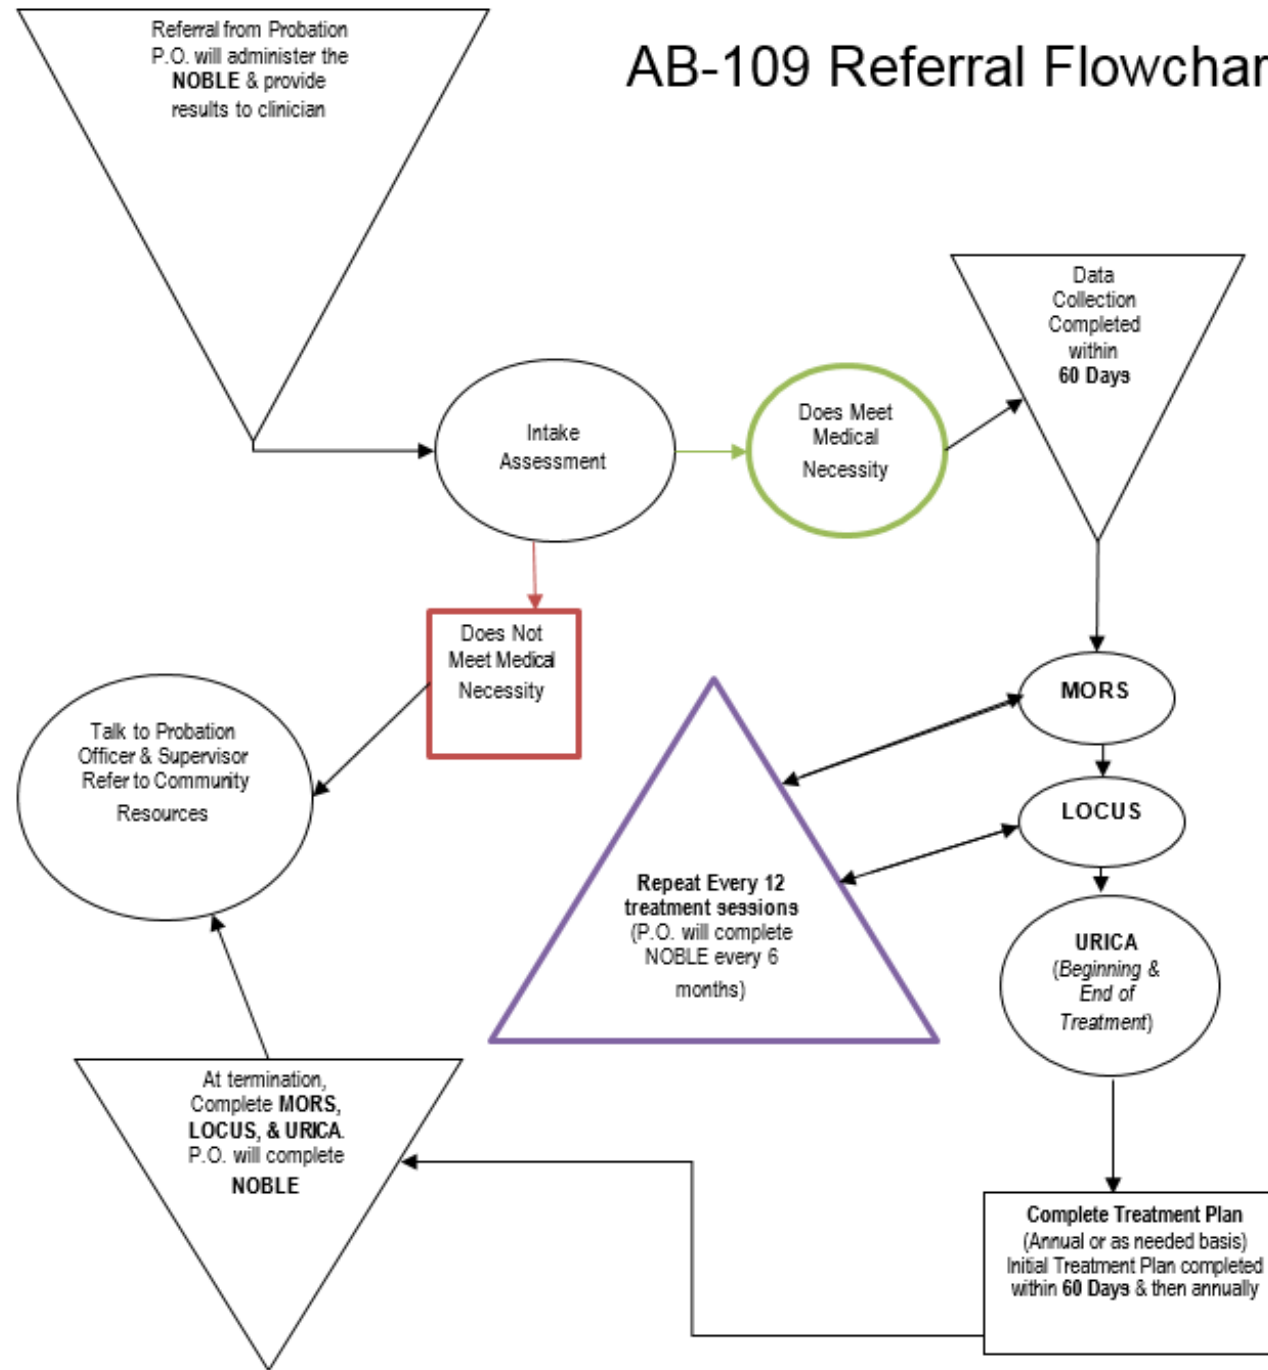 Referral from Probation
P.O. will administer the
NOBLE & provide
results to clinician
AB-109 Referral Flowchar
Data
Collection
Completed
within
60 Days
Intake
Assessment
Does Meet
Medical
Necessity
Does Not
Meet Medical
Necessity
MORS
Talk to Probation
Officer & Supervisor
Refer to Community
Resources
LOCUS
Repeat Every 12
treatment sessions
(P.O. will complete
NOBLE every 6
months)
URICA
(Beginning &
End of
Treatment)
At termination,
Complete MORS,
LOCUS, & URICA.
P.O. will complete
NOBLE
Complete Treatment Plan
(Annual or as needed basis)
Initial Treatment Plan completed
within 60 Days & then annually